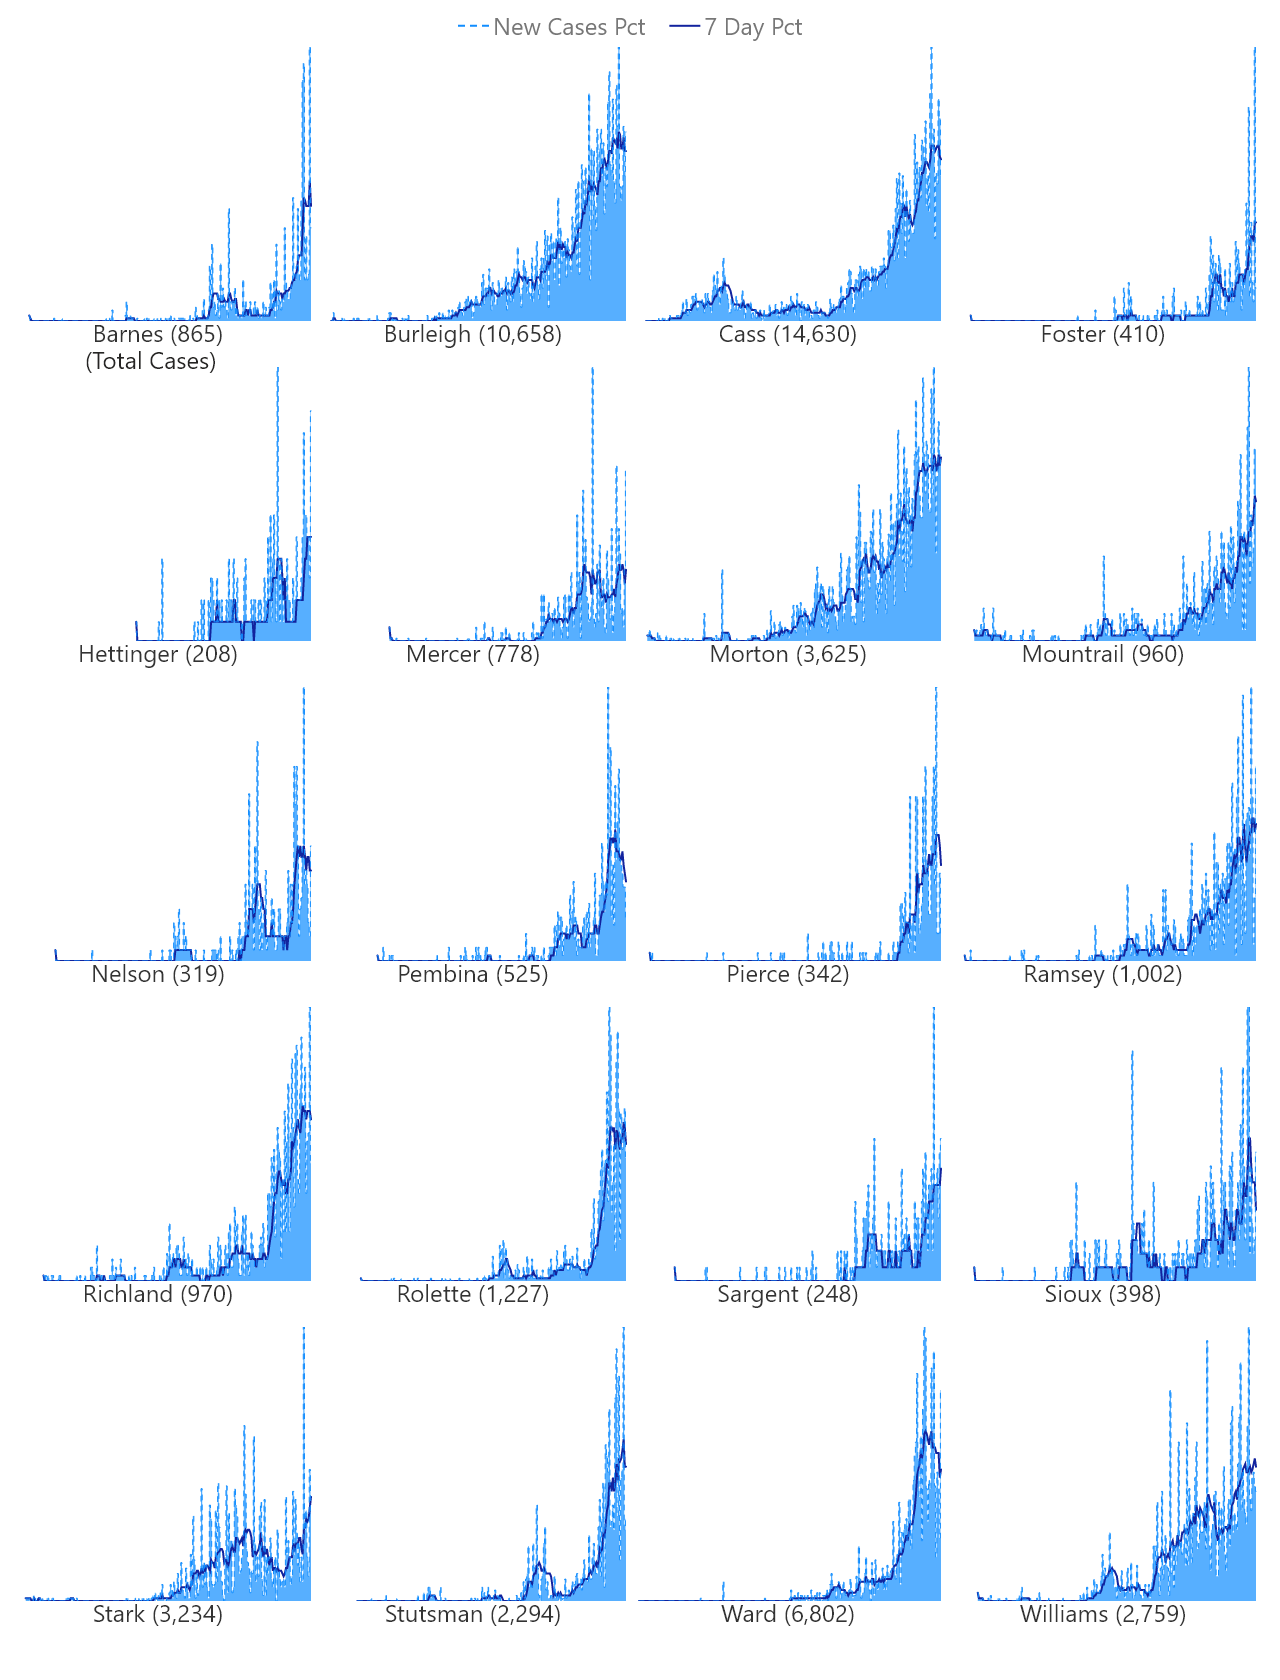 New Cases Pct 7 Day Pct
Barnes (865)
(Total Cases)
Burleigh (10,658)
Cass (14,630)
Foster (410)
Hettinger (208)
Mercer (778)
Morton (3,625)
Mountrail (960)
Nelson (319)
Pembina (525)
Pierce (342)
Ramsey (1,002)
Richland (970)
Rolette (1,227)
Sargent (248)
Sioux (398)
Stark (3,234)
Stutsman (2,294)
Ward (6,802)
Williams (2,759)